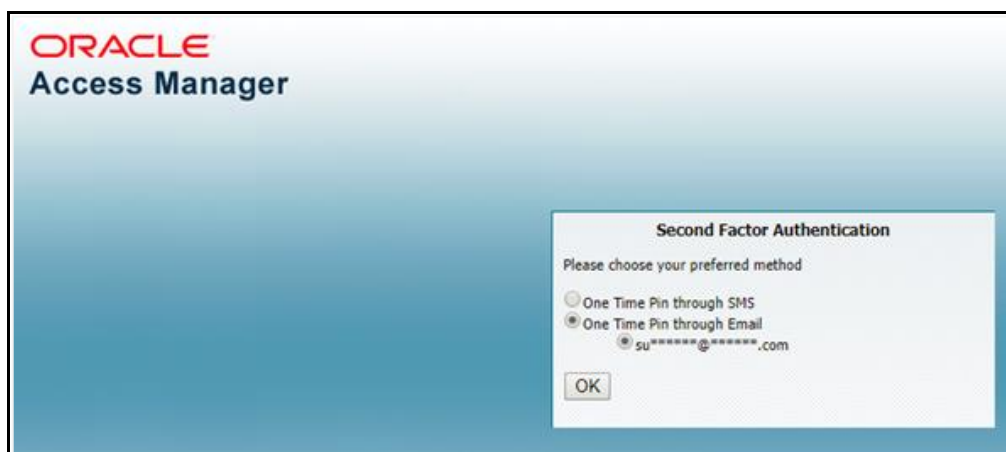 ORACLE
Access Manager
Second Factor Authentication
Please choose your preferred method
One Time Pin through SMS
One Time Pin through Email
su******@******.com
OK